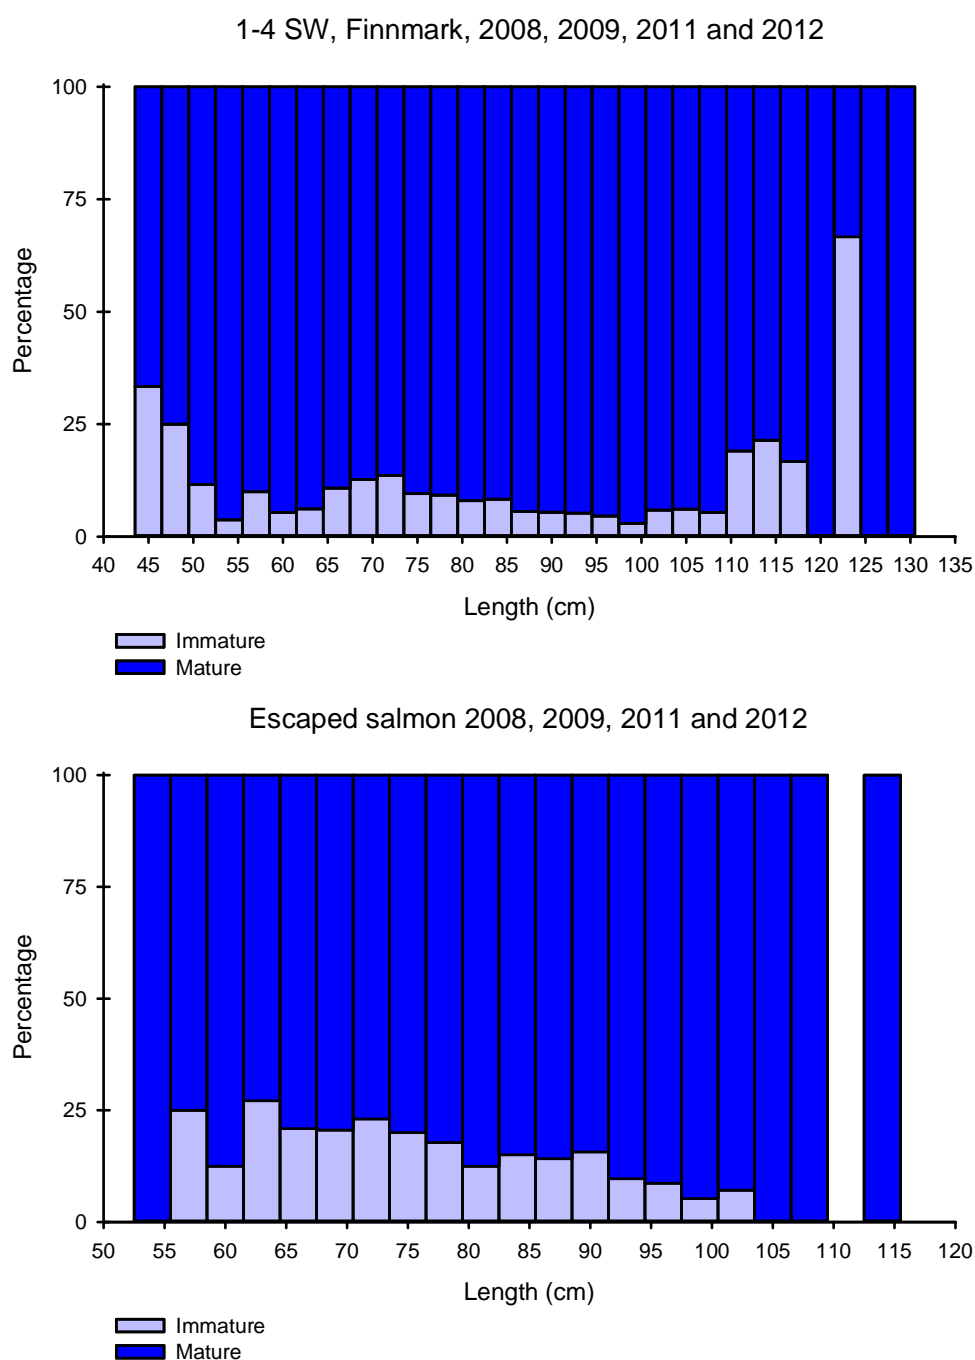 1-4 SW, Finnmark, 2008, 2009, 2011 and 2012
100
75
50
25
0
Percentage
40 45 50 55 60 65 70 75 80 85 90 95 100 105 110 115 120 125 130 135
Length (cm)
Immature
Mature
Escaped salmon 2008, 2009, 2011 and 2012
100
75
50
25
0
Percentage
50 55 60 65 70 75 80 85 90 95 100 105 110 115 120
Length (cm)
Immature
Mature